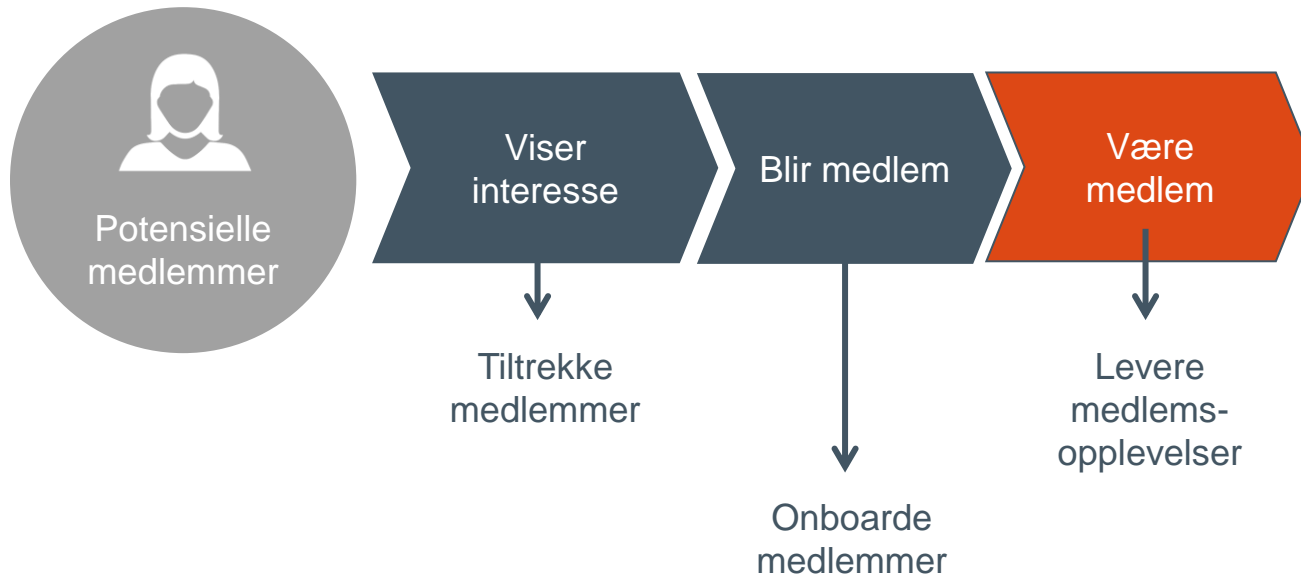 Potensielle
medlemmer
Viser
interesse
Blir medlem
Være
medlem
Tiltrekke
medlemmer
Onboarde
medlemmer
Levere
medlems-
opplevelser